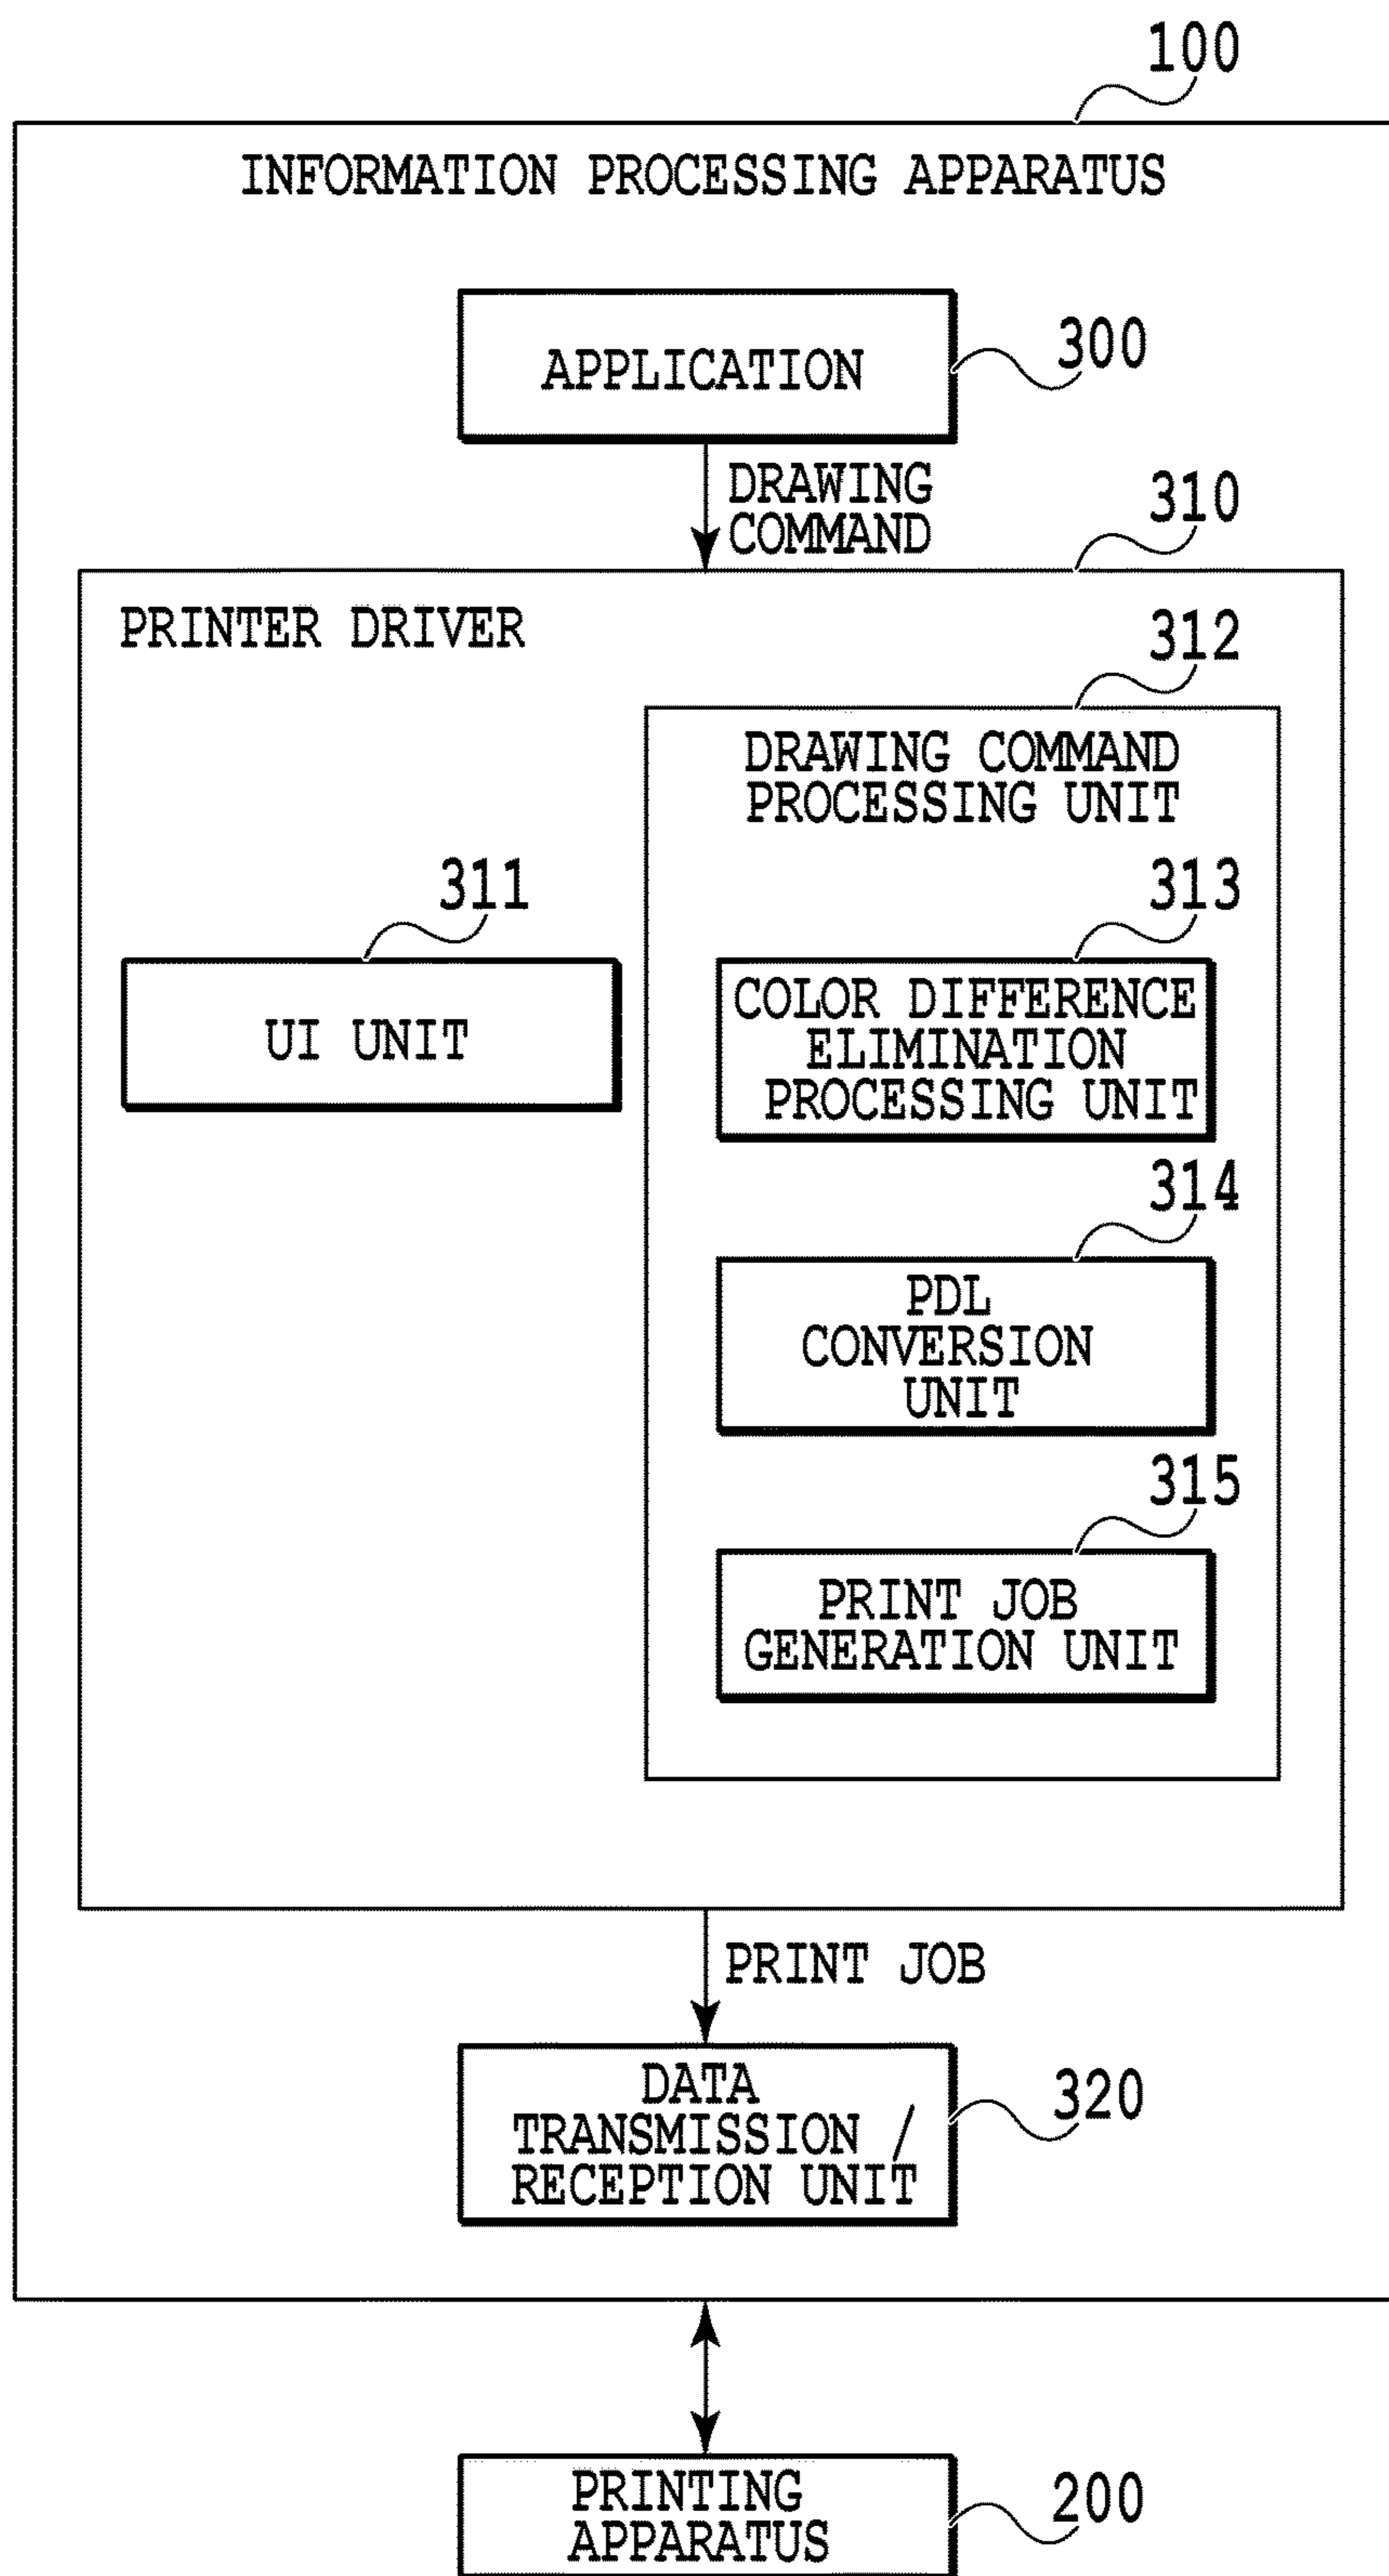 100
INFORMATION PROCESSING APPARATUS
APPLICATION
300
DRAWING
COMMAND
310
PRINTER DRIVER
312
DRAWING COMMAND
PROCESSING UNIT
311
UI UNIT
313
COLOR DIFFERENCE
ELIMINATION
PROCESSING UNIT
314
PDL
CONVERSION
UNIT
315
PRINT JOB
GENERATION UNIT
PRINT JOB
DATA
TRANSMISSION /
RECEPTION UNIT
320
PRINTING
APPARATUS
200